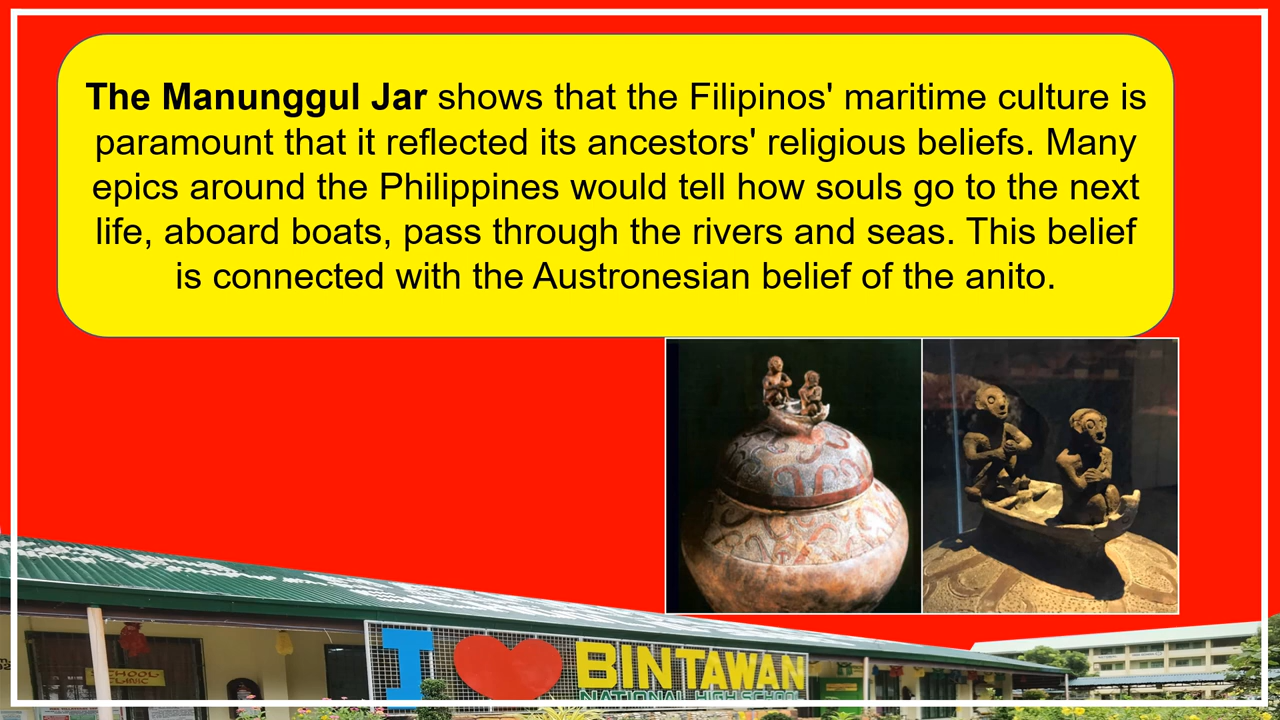 The Manunggul Jar shows that the Filipinos' maritime culture is
paramount that it reflected its ancestors' religious beliefs. Many
epics around the Philippines would tell how souls go to the next
life, aboard boats, pass through the rivers and seas. This belief
is connected with the Austronesian belief of the anito.
SCHOOL
CLINIC
I
BINTAWAN
NATIONAL HIGH SCHOOL